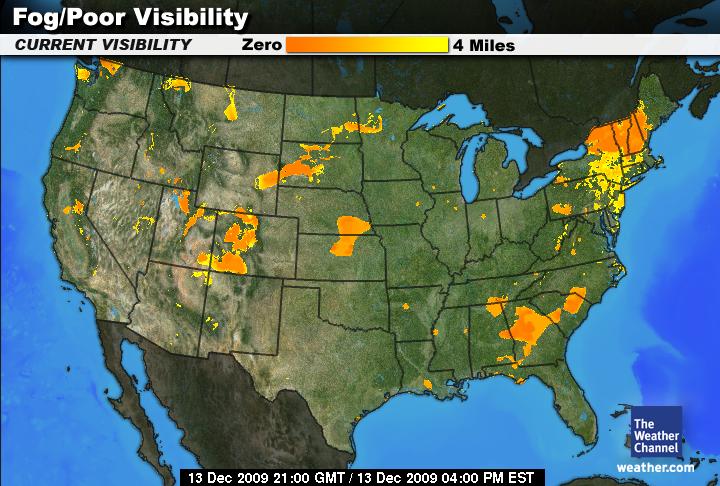 Fog/Poor Visibility
CURRENT VISIBILITY Zero 4 Miles
The
Weather
Channel
weather.com
13 Dec 2009 21:00 GMT / 13 Dec 2009 04:00 PM EST